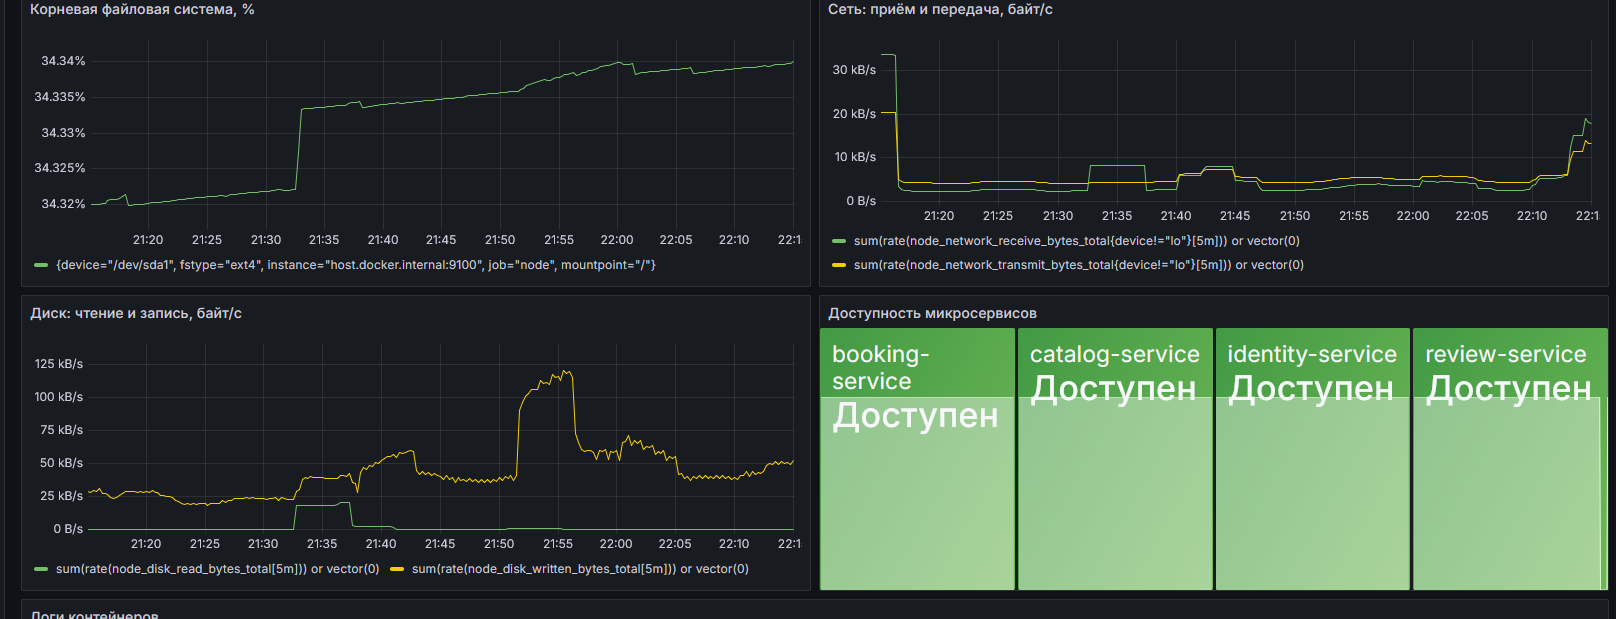 Корневая файловая система, %
34.34%
34.335%
34.33%
34.325%
34.32%
21:20 21:25 21:30 21:35 21:40 21:45 21:50 21:55 22:00 22:05 22:10 22:1
{device="/dev/sda1", fstype="ext4", instance="host.docker.internal:9100", job="node", mountpoint="/"}
Сеть: приём и передача, байт/с
30 kB/s
20 kB/s
10 kB/s
0 B/s
21:20 21:25 21:30 21:35 21:40 21:45 21:50 21:55 22:00 22:05 22:10 22:1
sum(rate(node_network_receive_bytes_total{device!="lo"}[5m])) or vector(0)
sum(rate(node_network_transmit_bytes_total{device!="lo"}[5m])) or vector(0)
Диск: чтение и запись, байт/с
125 kB/s
100 kB/s
75 kB/s
50 kB/s
25 kB/s
0 B/s
21:20 21:25 21:30 21:35 21:40 21:45 21:50 21:55 22:00 22:05 22:10 22:1
sum(rate(node_disk_read_bytes_total[5m])) or vector(0) sum(rate(node_disk_written_bytes_total[5m])) or vector(0)
Доступность микросервисов
booking-
service
Доступен
catalog-service
Доступен
identity-service
Доступен
review-service
Доступен
Логи контейнеров